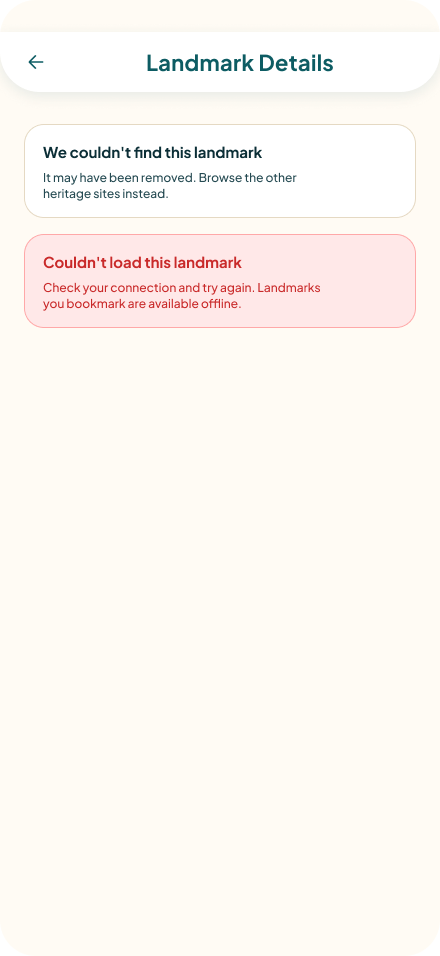 Landmark Details
We couldn't find this landmark
It may have been removed. Browse the other
heritage sites instead.
Couldn't load this landmark
Check your connection and try again. Landmarks
you bookmark are available offline.